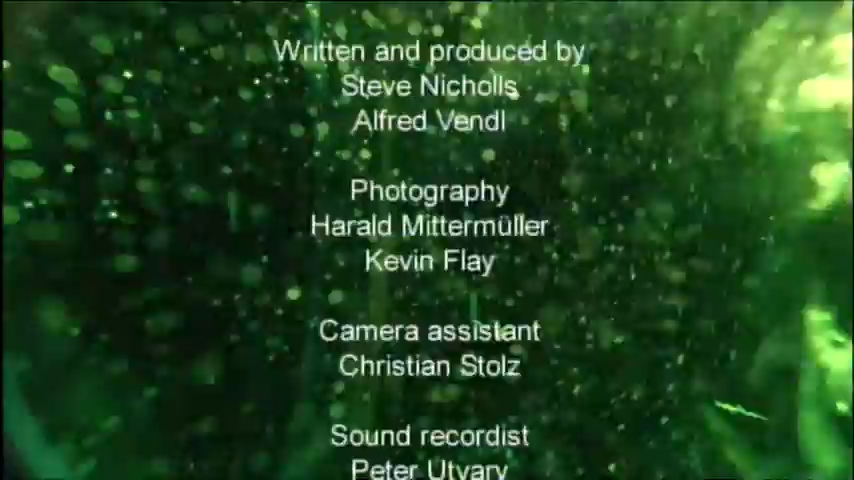 Written and produced by
Steve Nicholls
Alfred Vendl
Photography
Harald Mittermüller
Kevin Flay
Camera assistant
Christian Stolz
Sound recordist
Peter Utvary